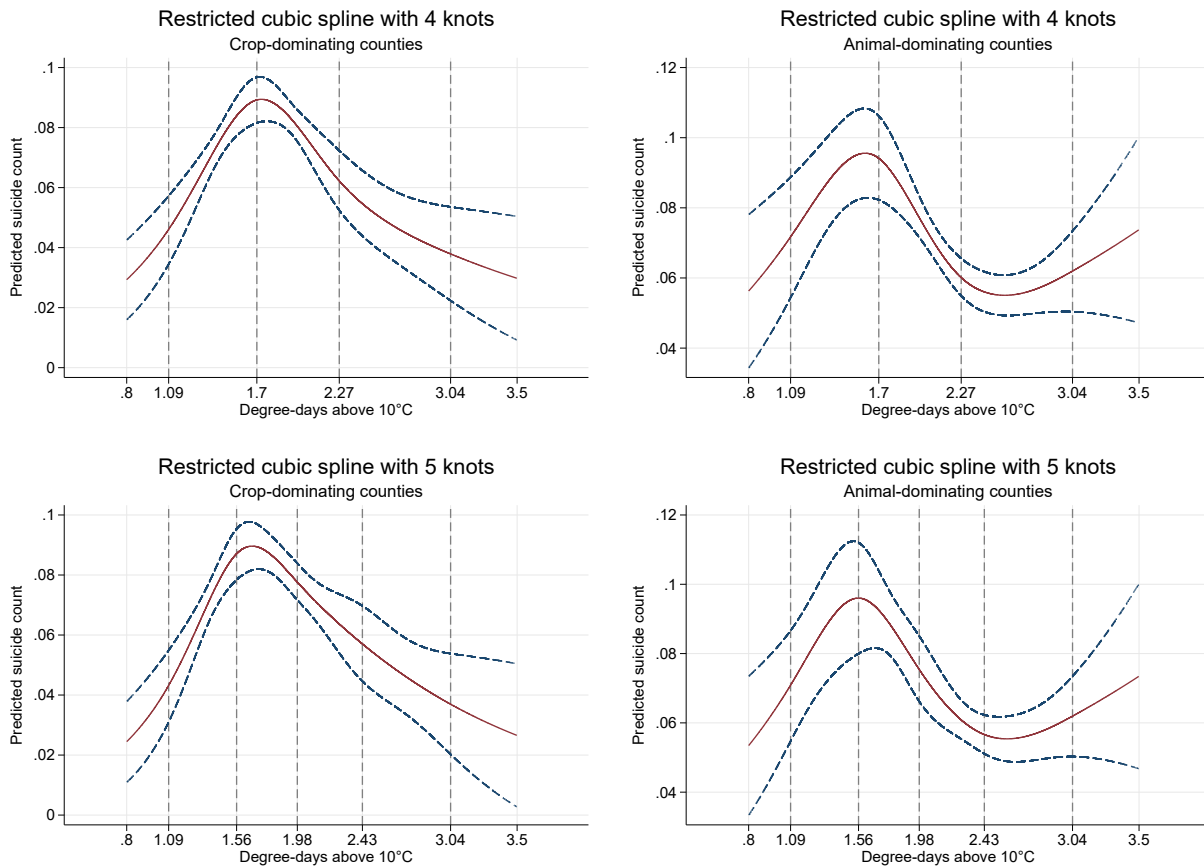 Restricted cubic spline with 4 knots
Crop-dominating counties
Predicted suicide count
.1
.08
.06
.04
.02
0
.8 1.09 1.7 2.27 3.04 3.5
Degree-days above 10°C
Restricted cubic spline with 4 knots
Animal-dominating counties
Predicted suicide count
.12
.1
.08
.06
.04
.8 1.09 1.7 2.27 3.04 3.5
Degree-days above 10°C
Restricted cubic spline with 5 knots
Crop-dominating counties
Predicted suicide count
.1
.08
.06
.04
.02
0
.8 1.09 1.56 1.98 2.43 3.04 3.5
Degree-days above 10°C
Restricted cubic spline with 5 knots
Animal-dominating counties
Predicted suicide count
.12
.1
.08
.06
.04
.8 1.09 1.56 1.98 2.43 3.04 3.5
Degree-days above 10°C